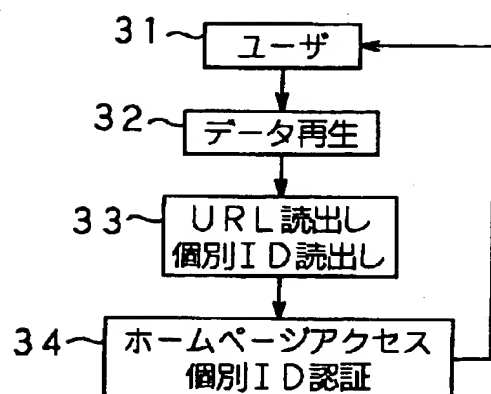 31
ユーザ
32
データ再生
33
URL読出し
個別ID読出し
34
ホームページアクセス
個別ID認証